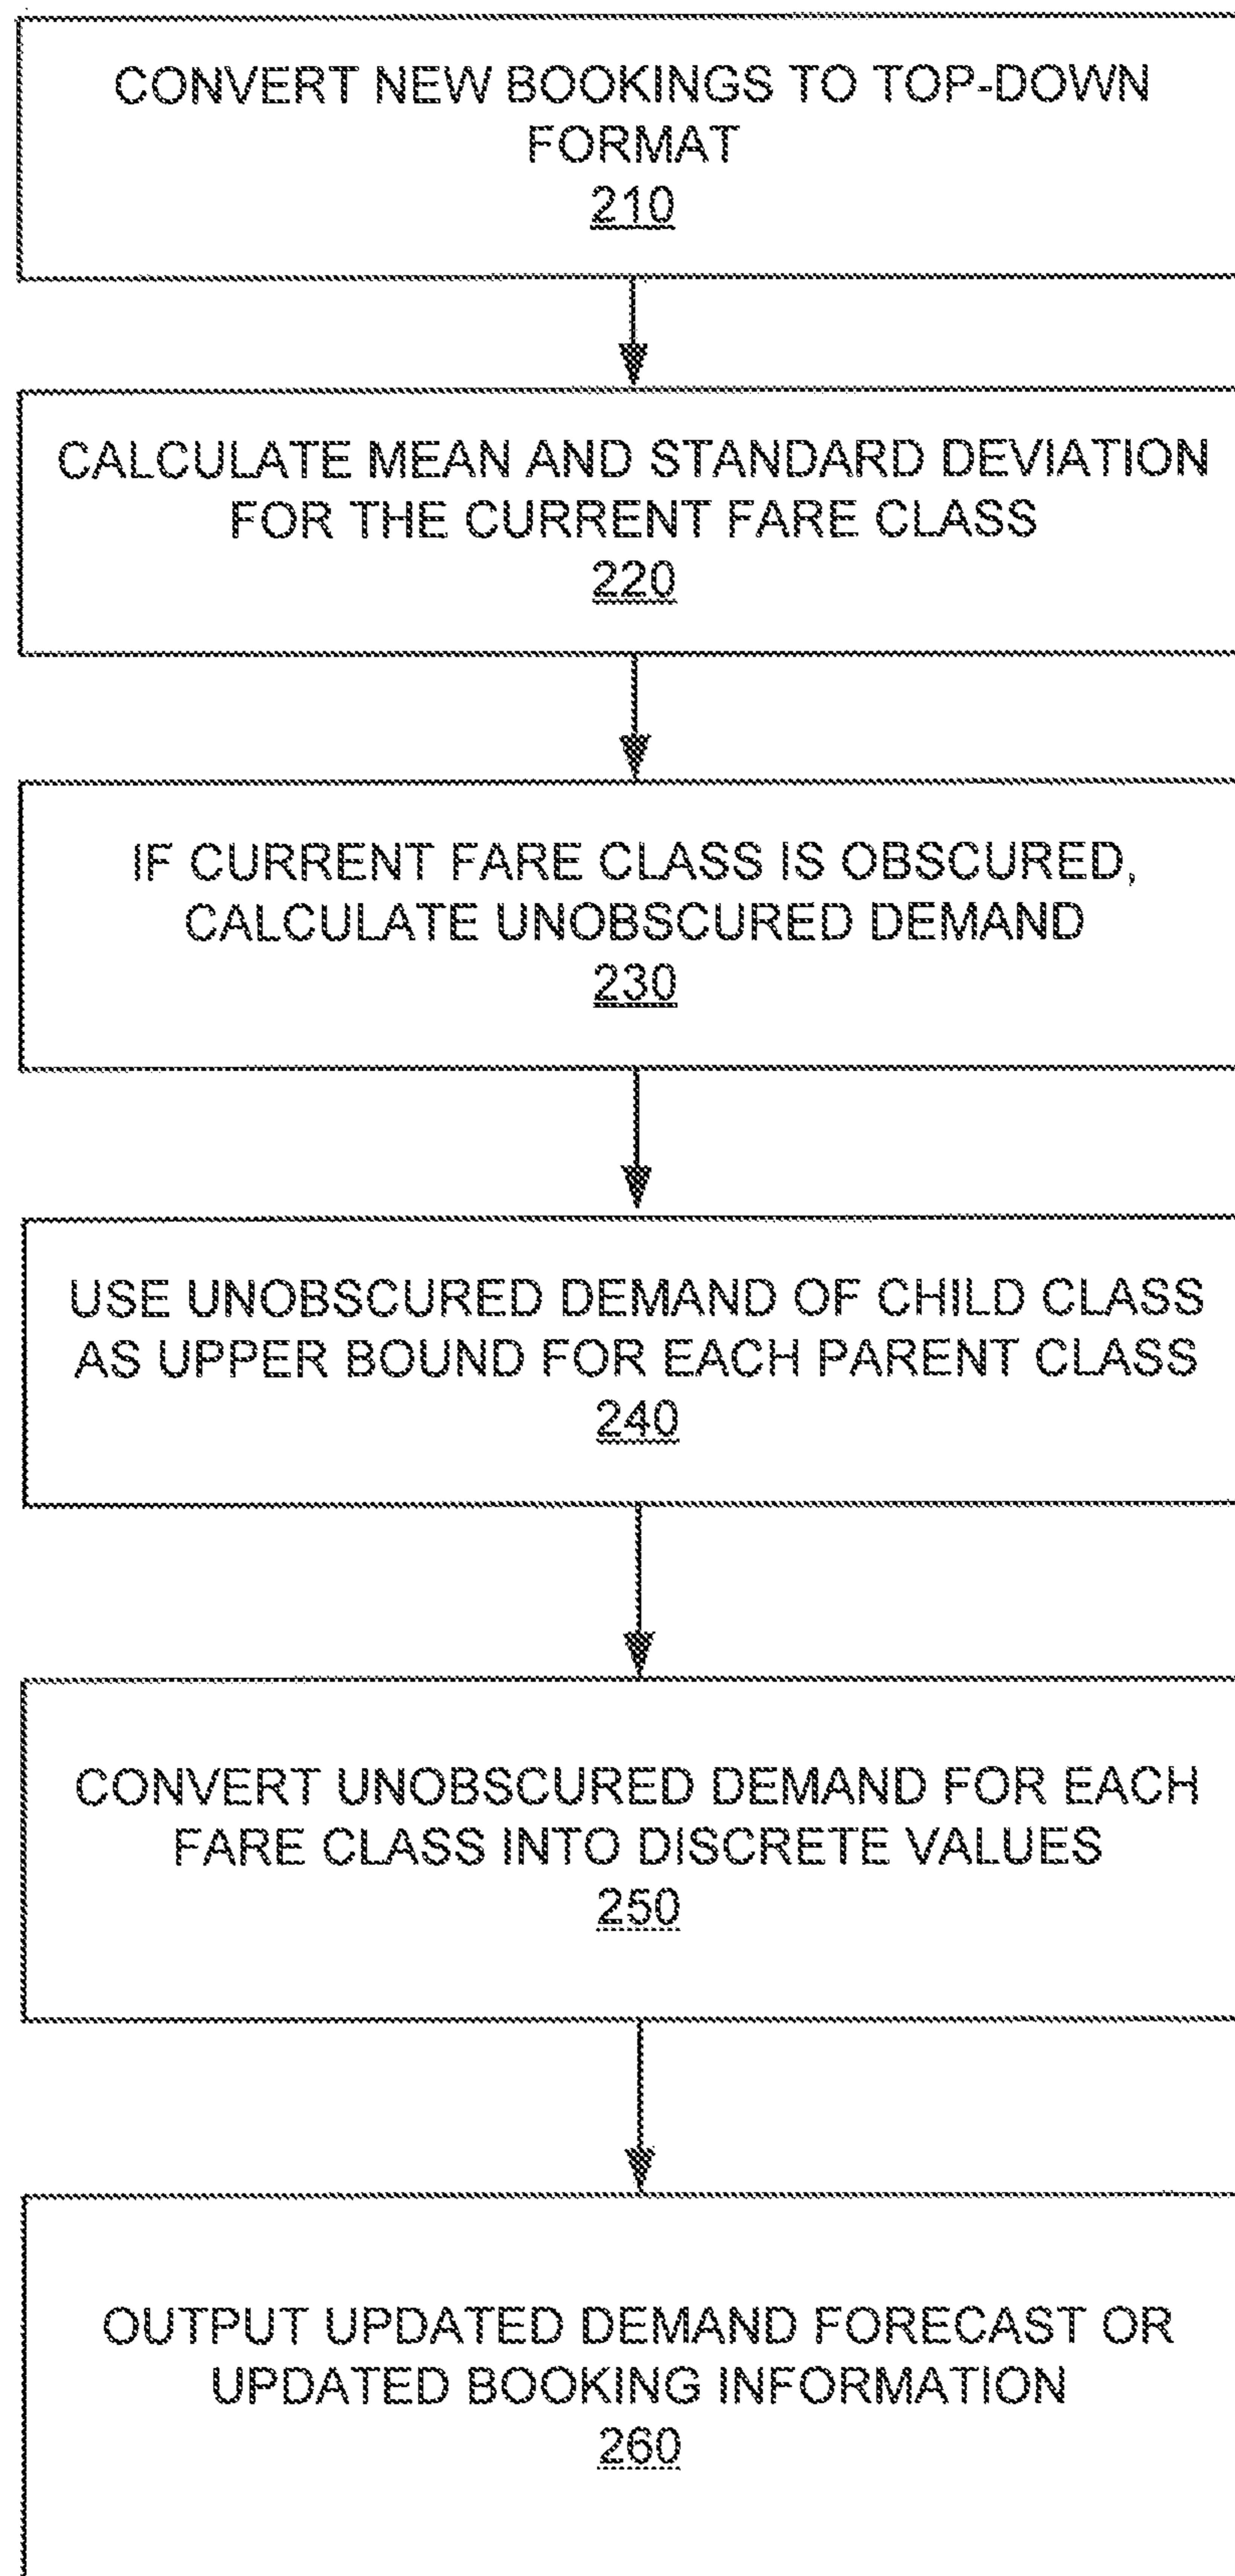 CONVERT NEW BOOKINGS TO TOP-DOWN
FORMAT
210
CALCULATE MEAN AND STANDARD DEVIATION
FOR THE CURRENT FARE CLASS
220
IF CURRENT FARE CLASS IS OBSCURED,
CALCULATE UNOBSCURED DEMAND
230
USE UNOBSCURED DEMAND OF CHILD CLASS
AS UPPER BOUND FOR EACH PARENT CLASS
240
CONVERT UNOBSCURED DEMAND FOR EACH
FARE CLASS INTO DISCRETE VALUES
250
OUTPUT UPDATED DEMAND FORECAST OR
UPDATED BOOKING INFORMATION
260